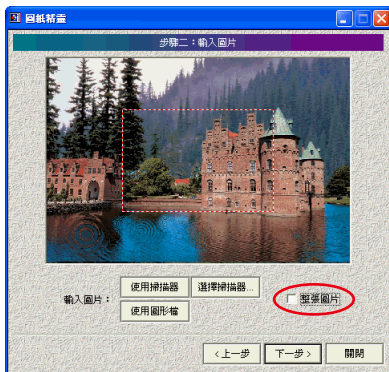 圖紙精靈
步驟二：輸入圖片
輸入圖片：
使用掃描器
選擇掃描器...
使用圖形檔
整張圖片
<上一步
下一步>
關閉